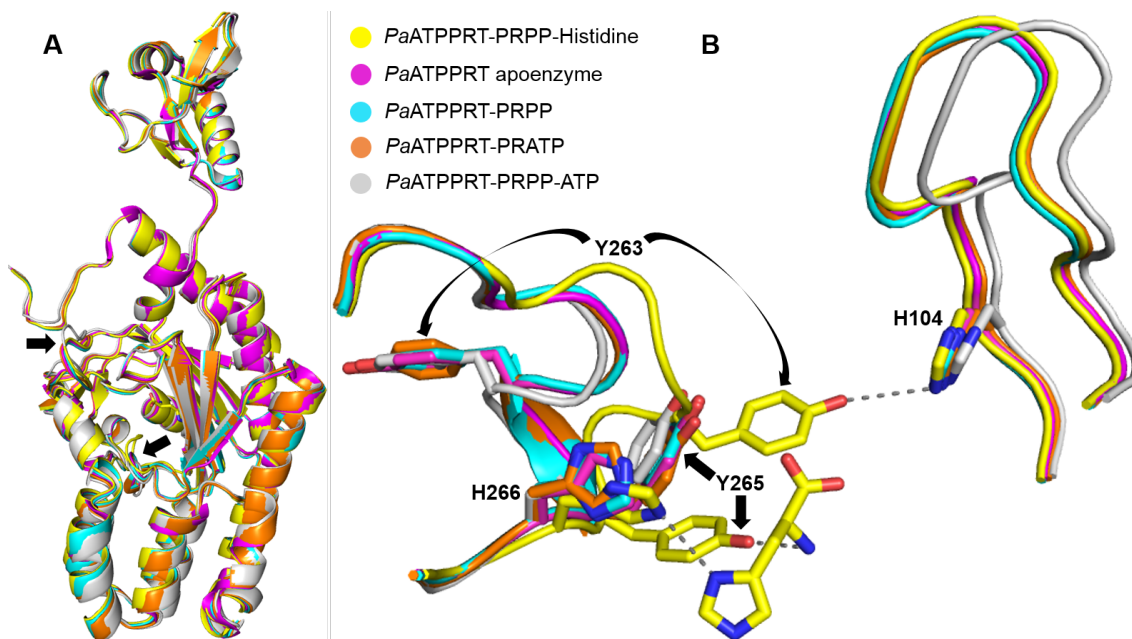 A
PaATPPRT-PRPP-Histidine
PaATPPRT apoenzyme
PaATPPRT-PRPP
PaATPPRT-PRATP
PaATPPRT-PRPP-ATP
B
Y263
H104
H266
Y265